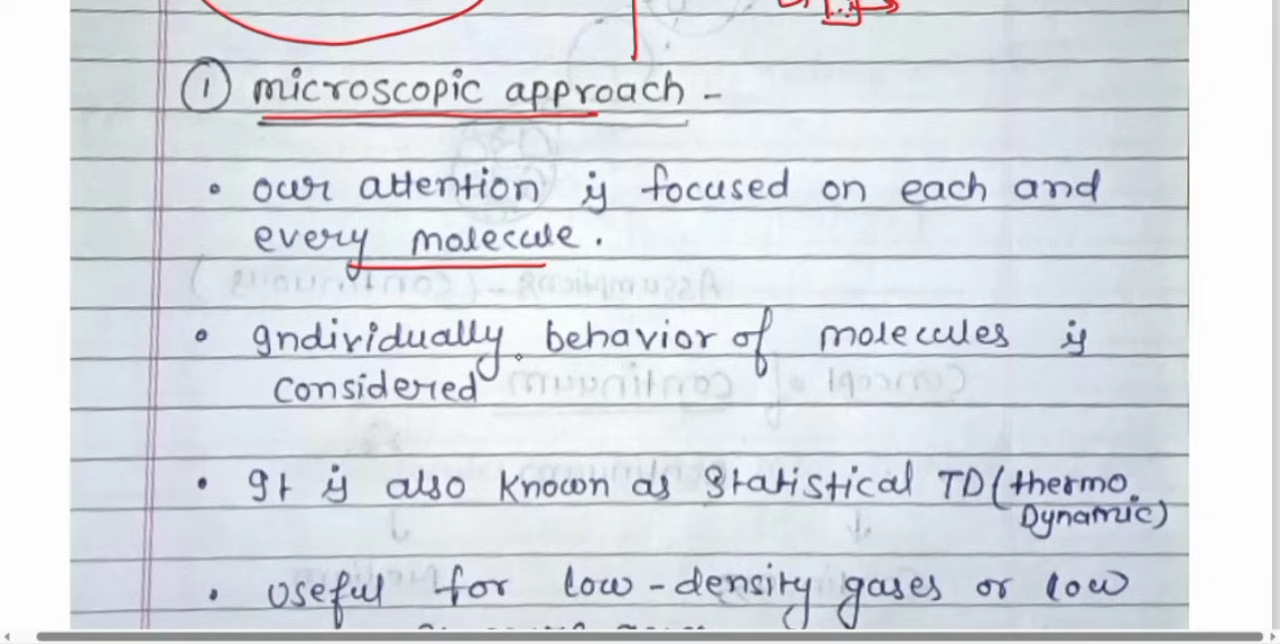 ① microscopic approach -
• our attention is focused on each and
every molecule.
• Individually behavior of molecules is
considered
• It is also known as Statistical TD (thermo
Dynamic)
• useful for low-density gases or low